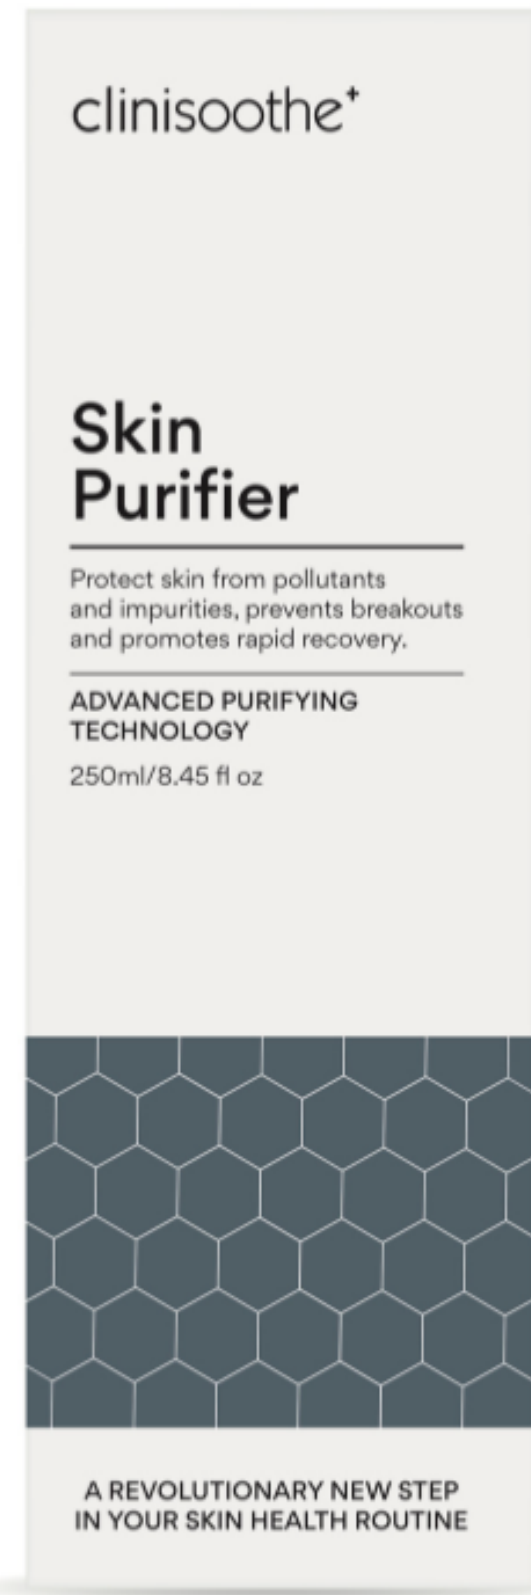 clinisoothe+
Skin
Purifier
Protect skin from pollutants
and impurities, prevents breakouts
and promotes rapid recovery.
ADVANCED PURIFYING
TECHNOLOGY
250ml/8.45 fl oz
A REVOLUTIONARY NEW STEP
IN YOUR SKIN HEALTH ROUTINE